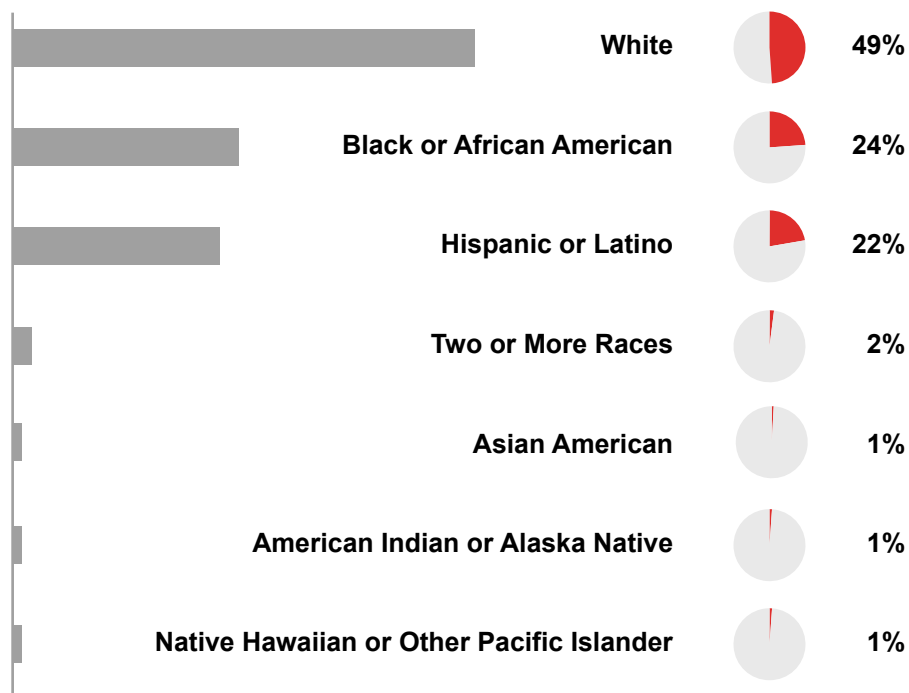 White 49%
Black or African American 24%
Hispanic or Latino 22%
Two or More Races 2%
Asian American 1%
American Indian or Alaska Native 1%
Native Hawaiian or Other Pacific Islander 1%